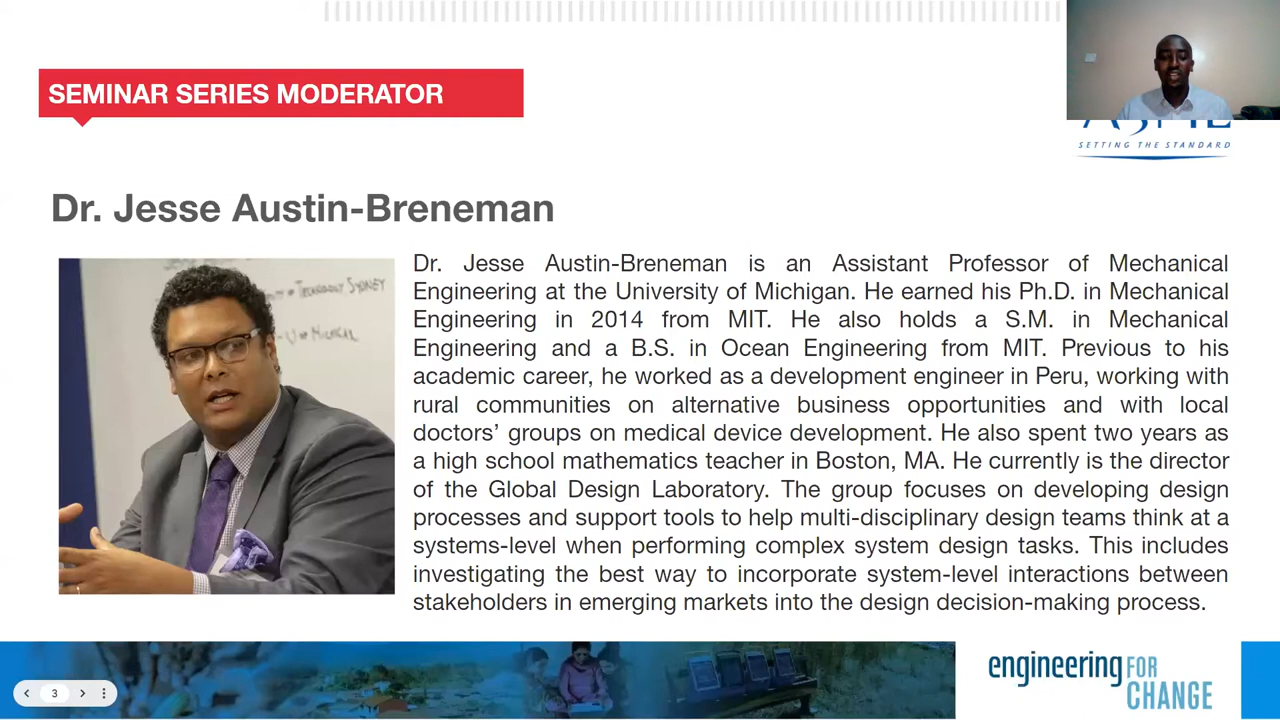 SEMINAR SERIES MODERATOR
SETTING THE STANDARD
Dr. Jesse Austin-Breneman
TECHNOLOGY SYDNEY
Dr. Jesse Austin-Breneman is an Assistant Professor of Mechanical
Engineering at the University of Michigan. He earned his Ph.D. in Mechanical
Engineering in 2014 from MIT. He also holds a S.M. in Mechanical
Engineering and a B.S. in Ocean Engineering from MIT. Previous to his
academic career, he worked as a development engineer in Peru, working with
rural communities on alternative business opportunities and with local
doctors’ groups on medical device development. He also spent two years as
a high school mathematics teacher in Boston, MA. He currently is the director
of the Global Design Laboratory. The group focuses on developing design
processes and support tools to help multi-disciplinary design teams think at a
systems-level when performing complex system design tasks. This includes
investigating the best way to incorporate system-level interactions between
stakeholders in emerging markets into the design decision-making process.
3
engineering FOR
CHANGE